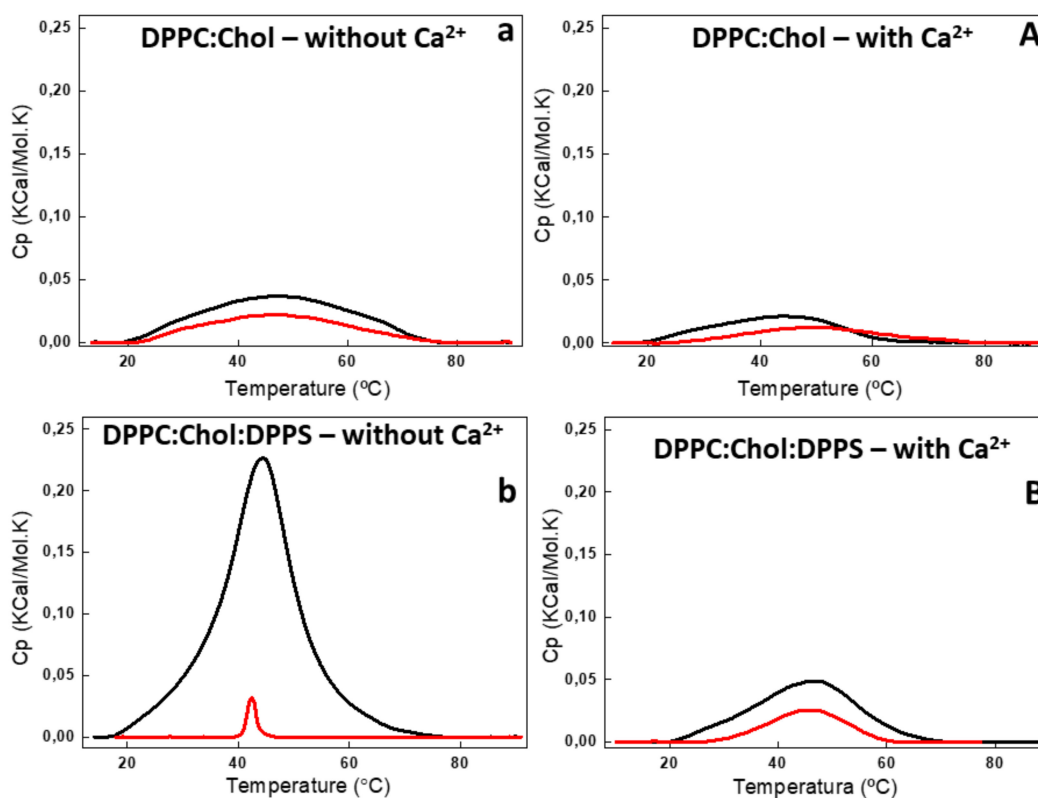 DPPC:Chol – without Ca²⁺ a
0,25
0,20
0,15
0,10
0,05
0,00
Cp (KCal/Mol.K)
20 40 60 80
Temperature (ºC)
DPPC:Chol – with Ca²⁺ A
0,25
0,20
0,15
0,10
0,05
0,00
Cp (KCal/Mol.K)
20 40 60 80
Temperature (ºC)
DPPC:Chol:DPPS – without Ca²⁺
b
0,25
0,20
0,15
0,10
0,05
0,00
Cp (KCal/Mol.K)
20 40 60 80
Temperature (°C)
DPPC:Chol:DPPS – with Ca²⁺
B
0,25
0,20
0,15
0,10
0,05
0,00
Cp (KCal/Mol.K)
20 40 60 80
Temperatura (ºC)